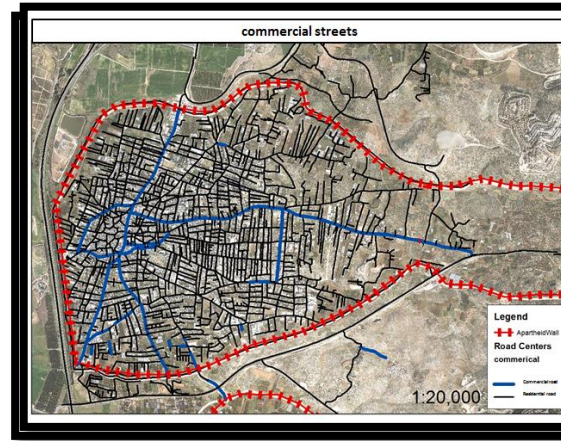 commercial streets
Legend
ApartheidWall
Road Centers
commerical
Commercial road
Residential road
1:20,000